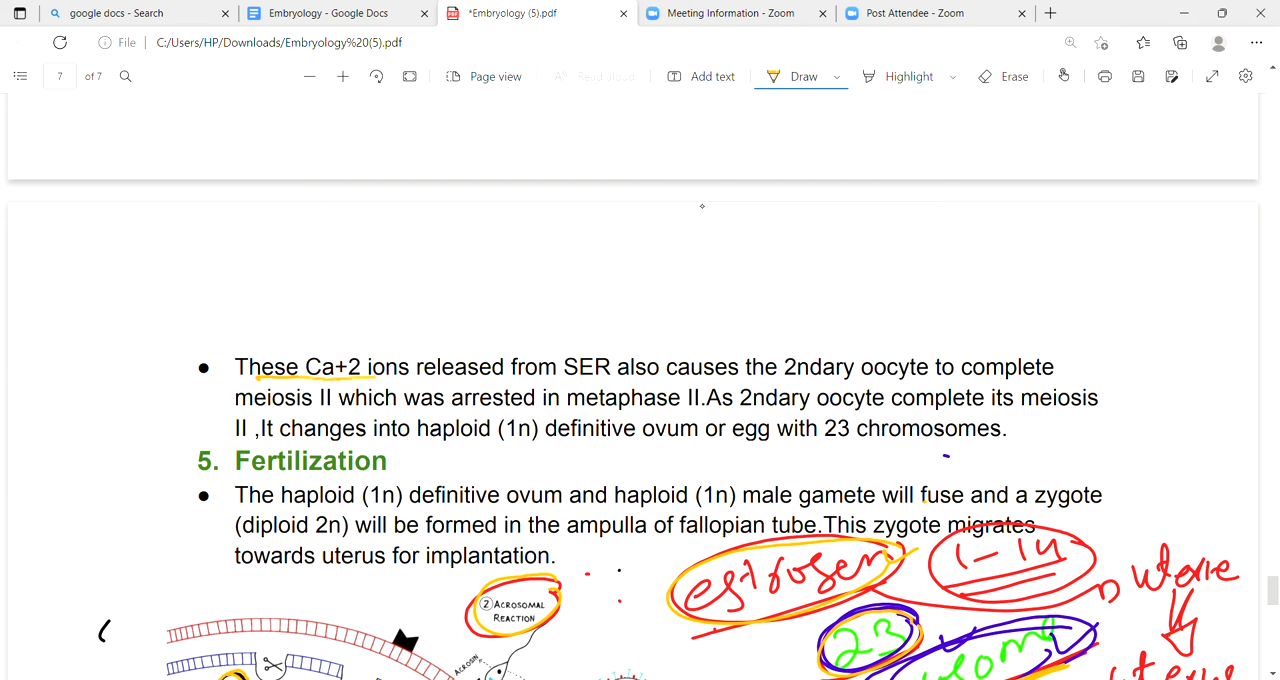 google docs - Search
Embryology - Google Docs
*Embryology (5).pdf
Meeting Information - Zoom
Post Attendee - Zoom
File C:/Users/HP/Downloads/Embryology%20(5).pdf
7 of 7 Page view Read aloud Add text Draw Highlight Erase
● These Ca+2 ions released from SER also causes the 2ndary oocyte to complete
meiosis II which was arrested in metaphase II.As 2ndary oocyte complete its meiosis
II ,It changes into haploid (1n) definitive ovum or egg with 23 chromosomes.
5. Fertilization
● The haploid (1n) definitive ovum and haploid (1n) male gamete will fuse and a zygote
(diploid 2n) will be formed in the ampulla of fallopian tube.This zygote migrates
towards uterus for implantation.
estrogen 1-14
uterine
② ACROSOMAL
REACTION
23
ACROSIN
uterus